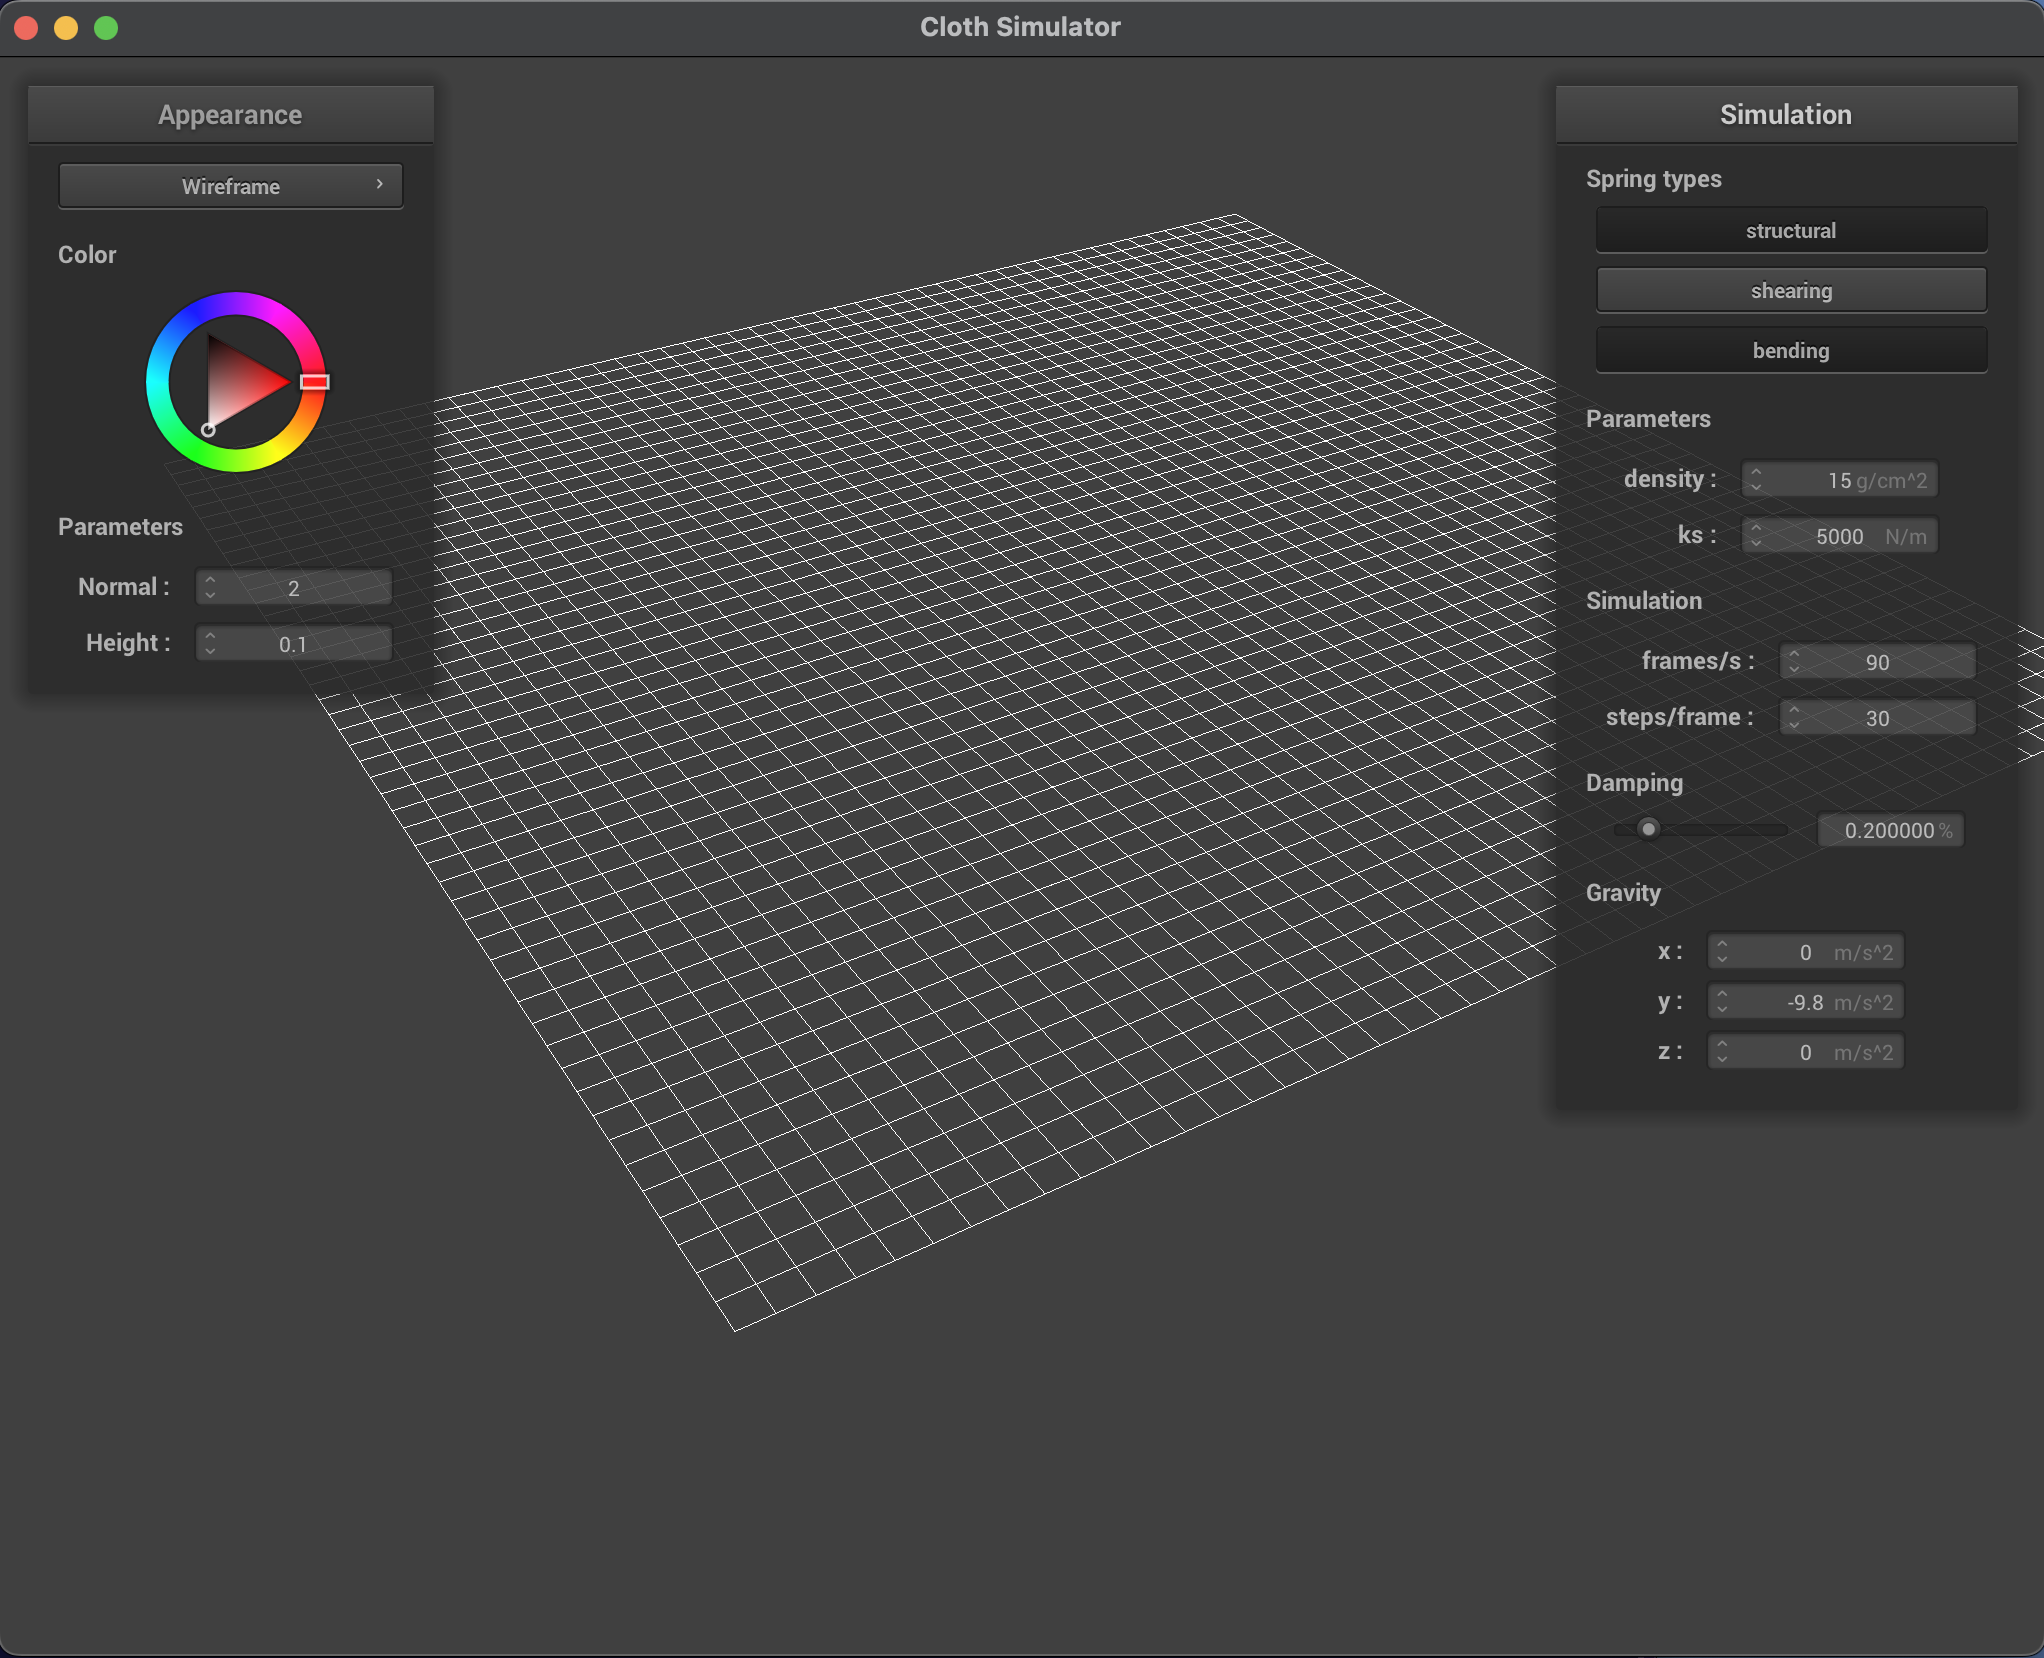 Cloth Simulator
Appearance
Wireframe
Color
Parameters
Normal : 2
Height : 0.1
Simulation
Spring types
structural
shearing
bending
Parameters
density : 15 g/cm^2
ks : 5000 N/m
Simulation
frames/s : 90
steps/frame : 30
Damping
0.200000 %
Gravity
x : 0 m/s^2
y : -9.8 m/s^2
z : 0 m/s^2